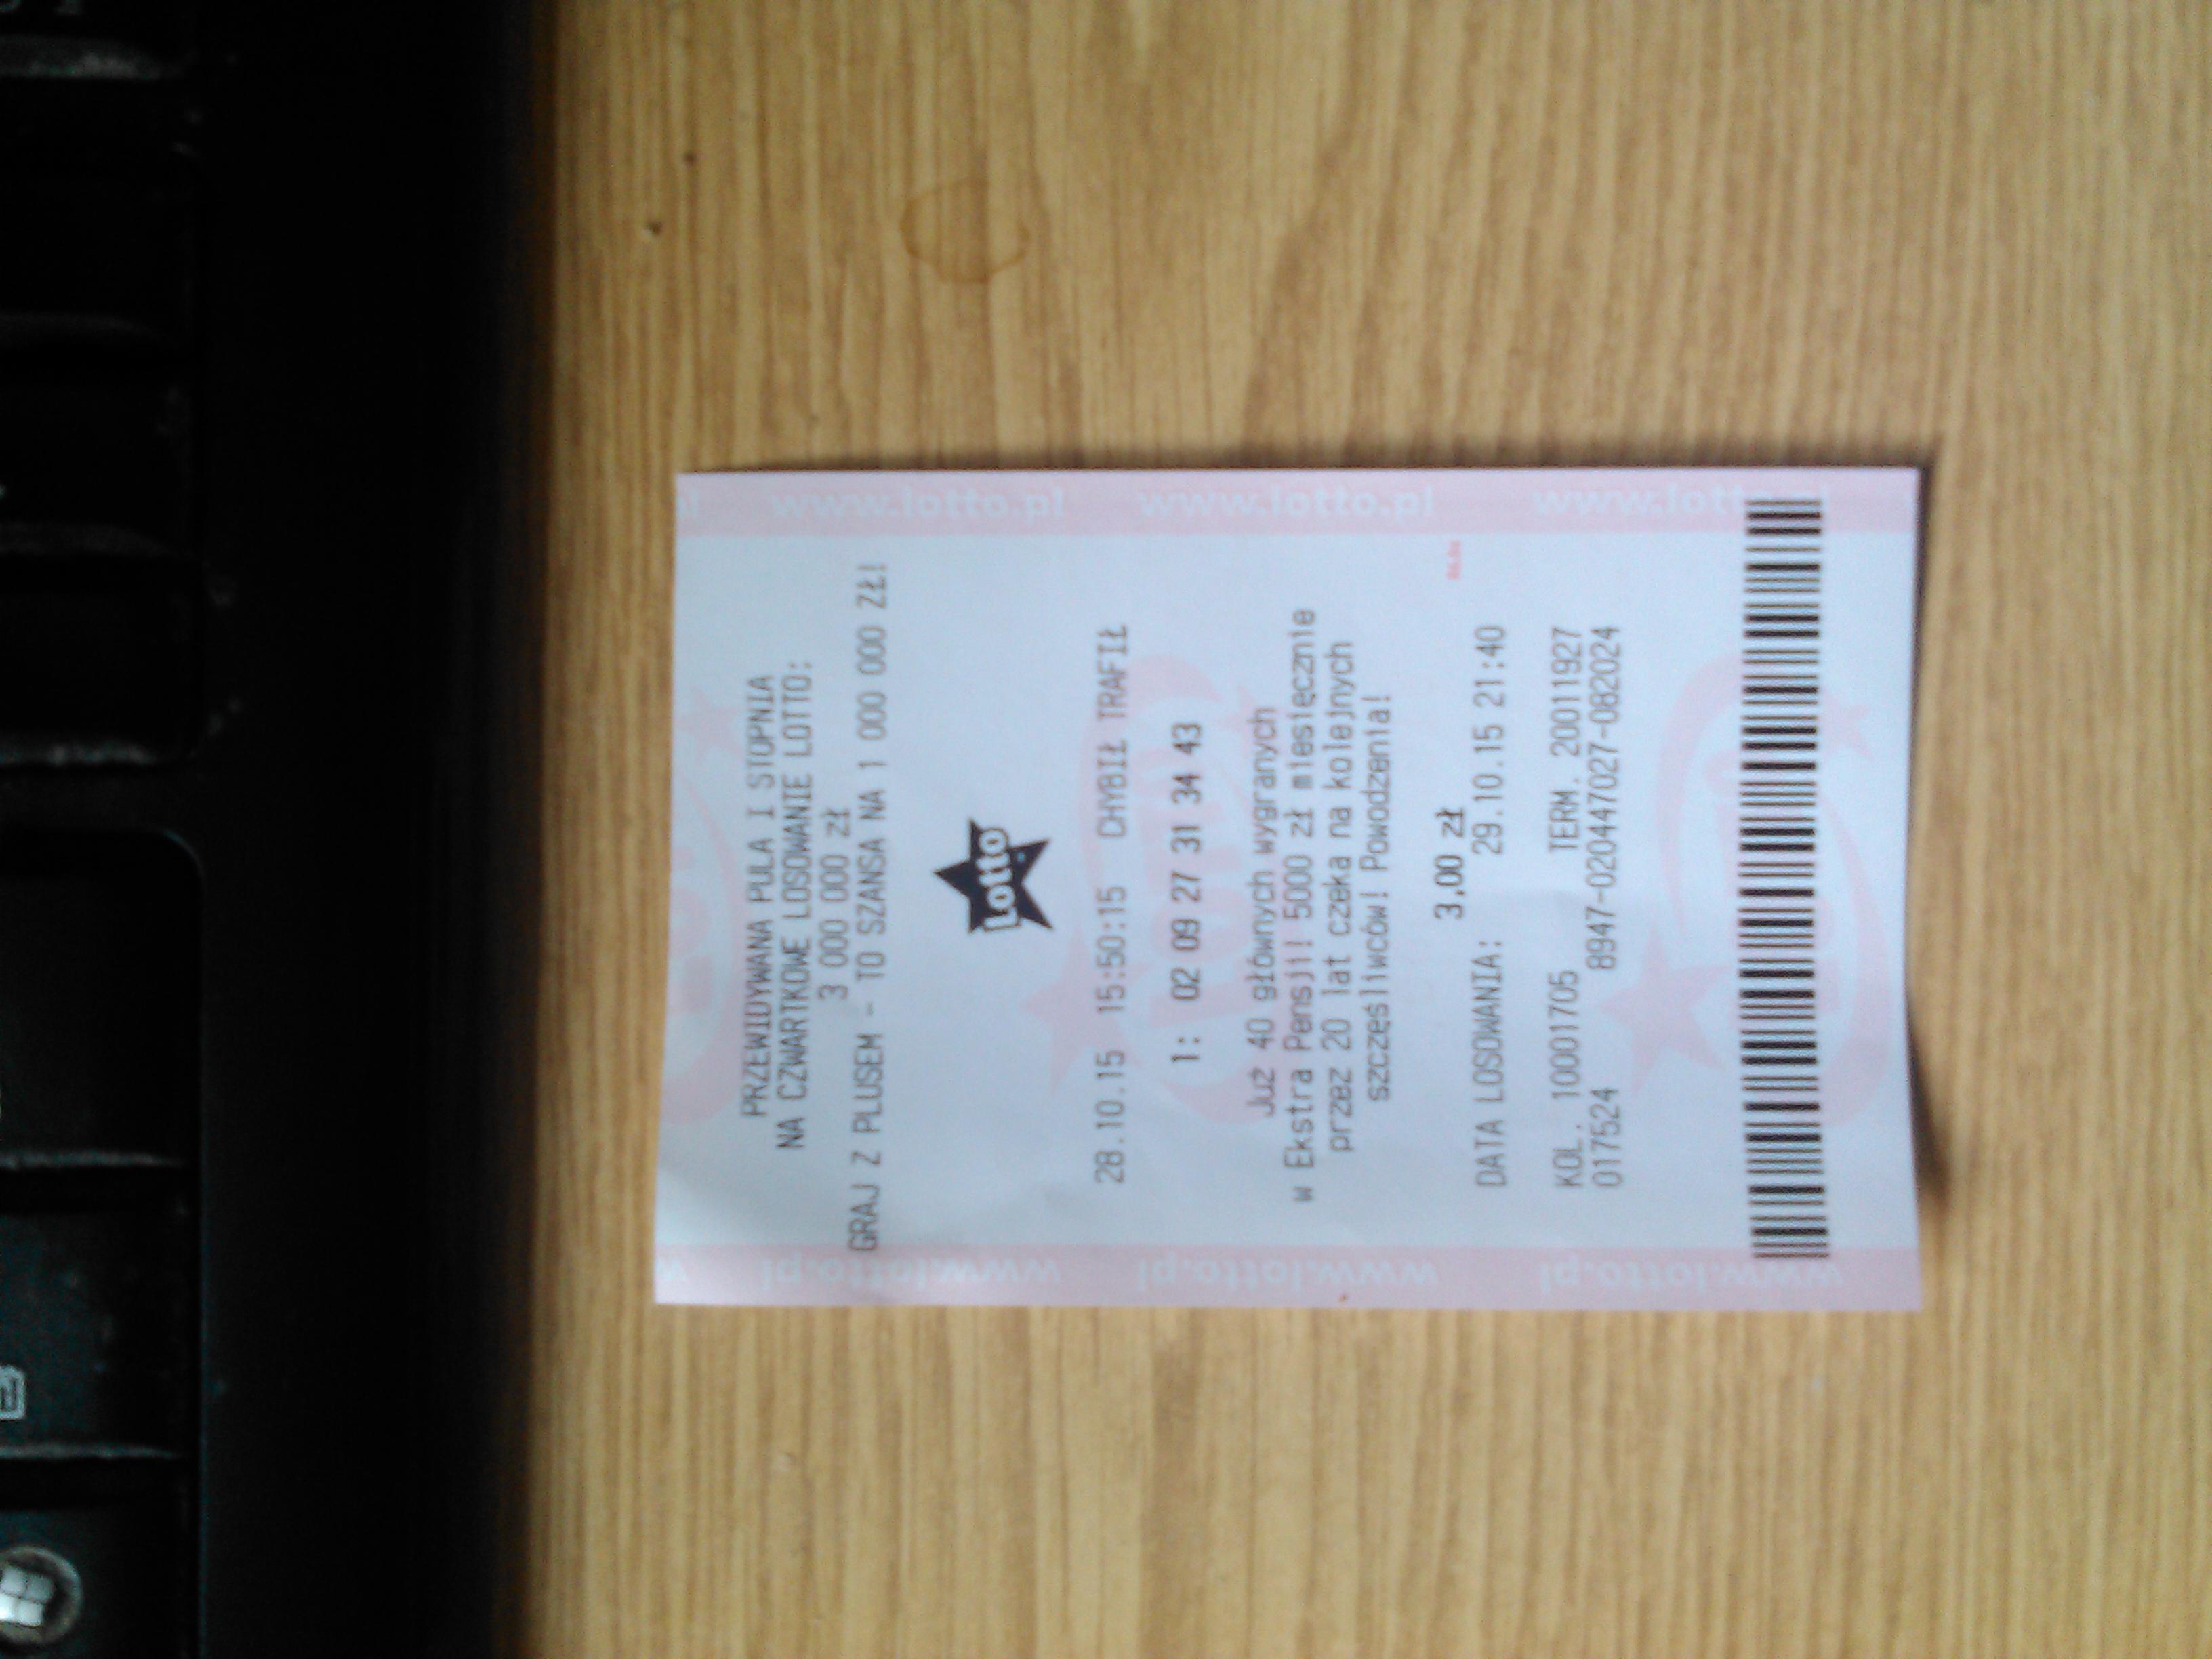 www.lotto.pl www.lotto.pl www.lott
PRZEWIDYWANA PULA I STOPNIA
NA CZWARTKOWE LOSOWANIE LOTTO:
3 000 000 zł
GRAJ Z PLUSEM - TO SZANSA NA 1 000 000 ZŁ!
Lotto
28.10.15 15:50:15 CHYBIŁ TRAFIŁ
1: 02 09 27 31 34 43
Już 40 głównych wygranych
w Ekstra Pensji! 5000 zł miesięcznie
przez 20 lat czeka na kolejnych
szczęśliwców! Powodzenia!
3,00 zł
DATA LOSOWANIA: 29.10.15 21:40
KOL. 10001705 TERM. 20011927
017524 8947-020447027-082024
www.lotto.pl www.lotto.pl www.lotto.pl